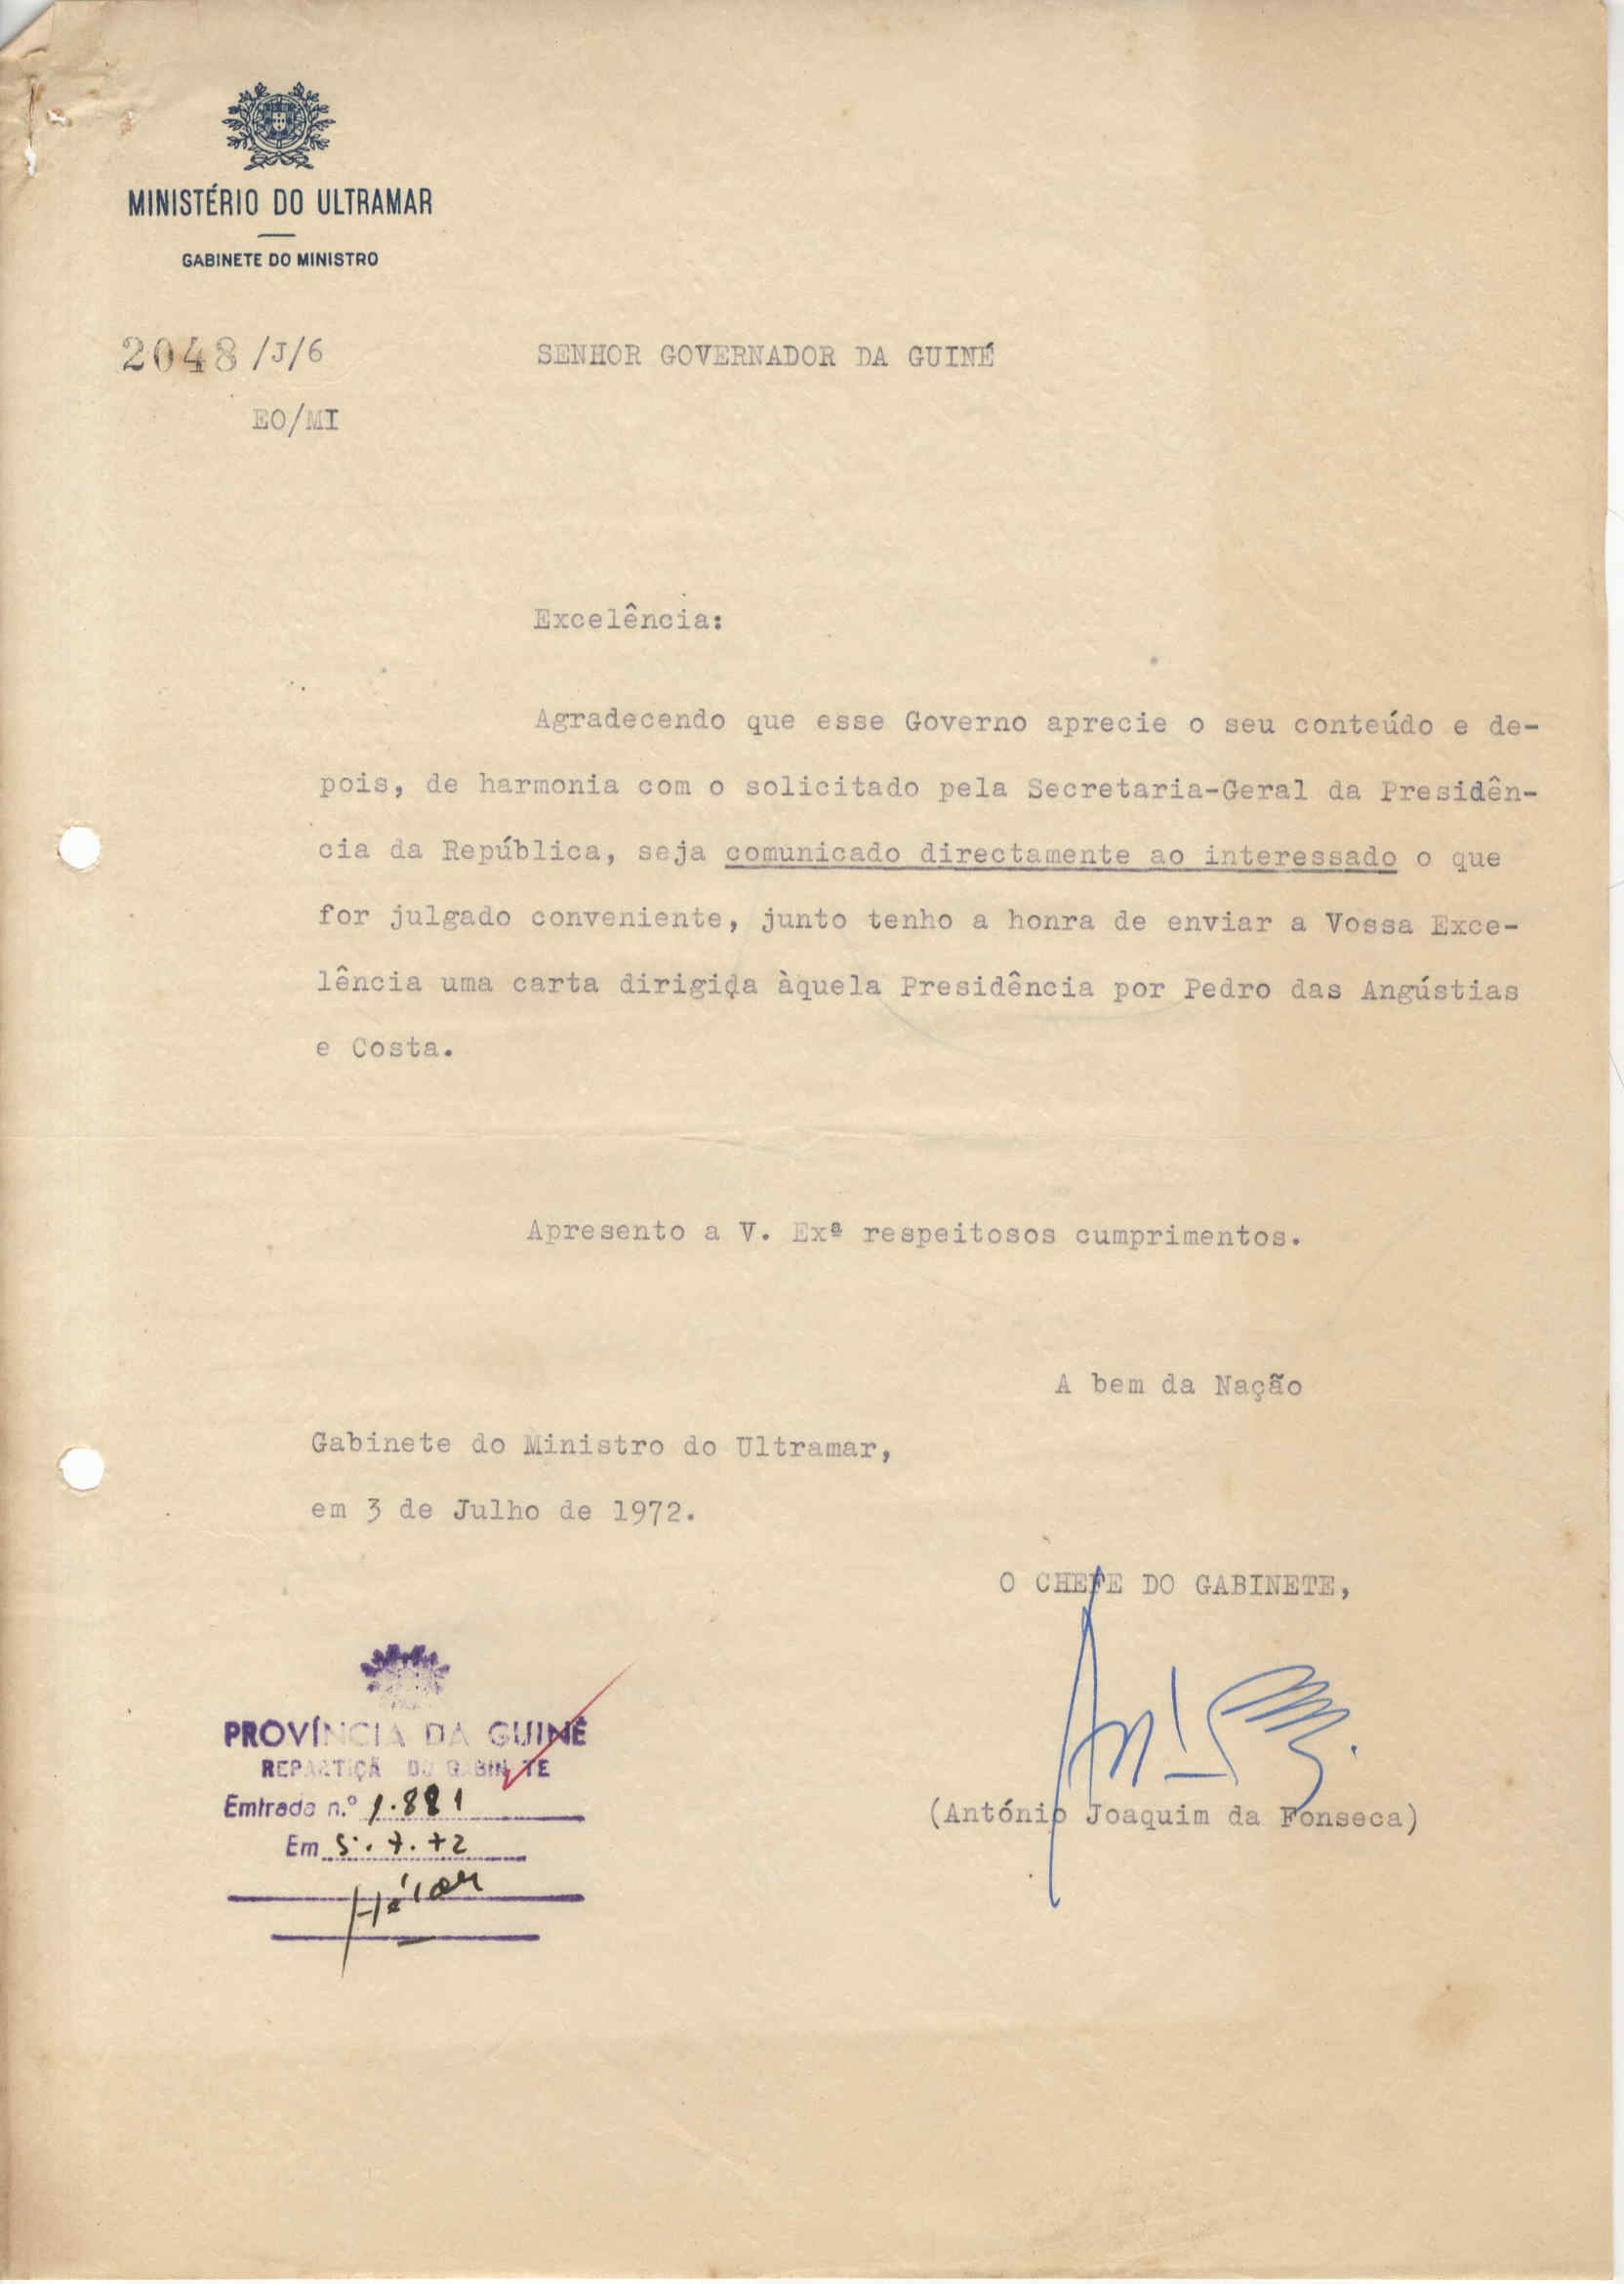 MINISTÉRIO DO ULTRAMAR
GABINETE DO MINISTRO
2048/J/6
SENHOR GOVERNADOR DA GUINÉ
EO/MI
Excelência:
Agradecendo que esse Governo aprecie o seu conteúdo e de-
pois, de harmonia com o solicitado pela Secretaria-Geral da Presidên-
cia da República, seja comunicado directamente ao interessado o que
for julgado conveniente, junto tenho a honra de enviar a Vossa Exce-
lência uma carta dirigida àquela Presidência por Pedro das Angústias
e Costa.
Apresento a V. Exª respeitosos cumprimentos.
A bem da Nação
Gabinete do Ministro do Ultramar,
em 3 de Julho de 1972.
O CHEFE DO GABINETE,
(António Joaquim da Fonseca)
PROVÍNCIA DA GUINÉ
REPARTIÇÃ DO GABINETE
Entrada n.º 1.881
Em 5.7.72